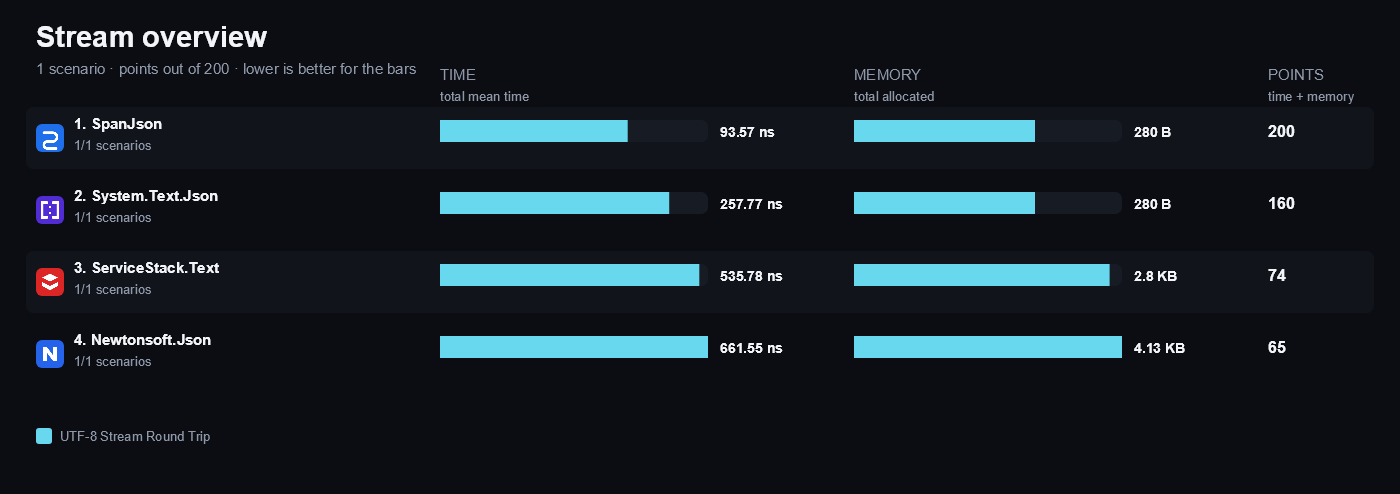 Stream overview
1 scenario · points out of 200 · lower is better for the bars
TIME
total mean time
MEMORY
total allocated
POINTS
time + memory
1. SpanJson
1/1 scenarios
93.57 ns
280 B
200
2. System.Text.Json
1/1 scenarios
257.77 ns
280 B
160
3. ServiceStack.Text
1/1 scenarios
535.78 ns
2.8 KB
74
N
4. Newtonsoft.Json
1/1 scenarios
661.55 ns
4.13 KB
65
UTF-8 Stream Round Trip